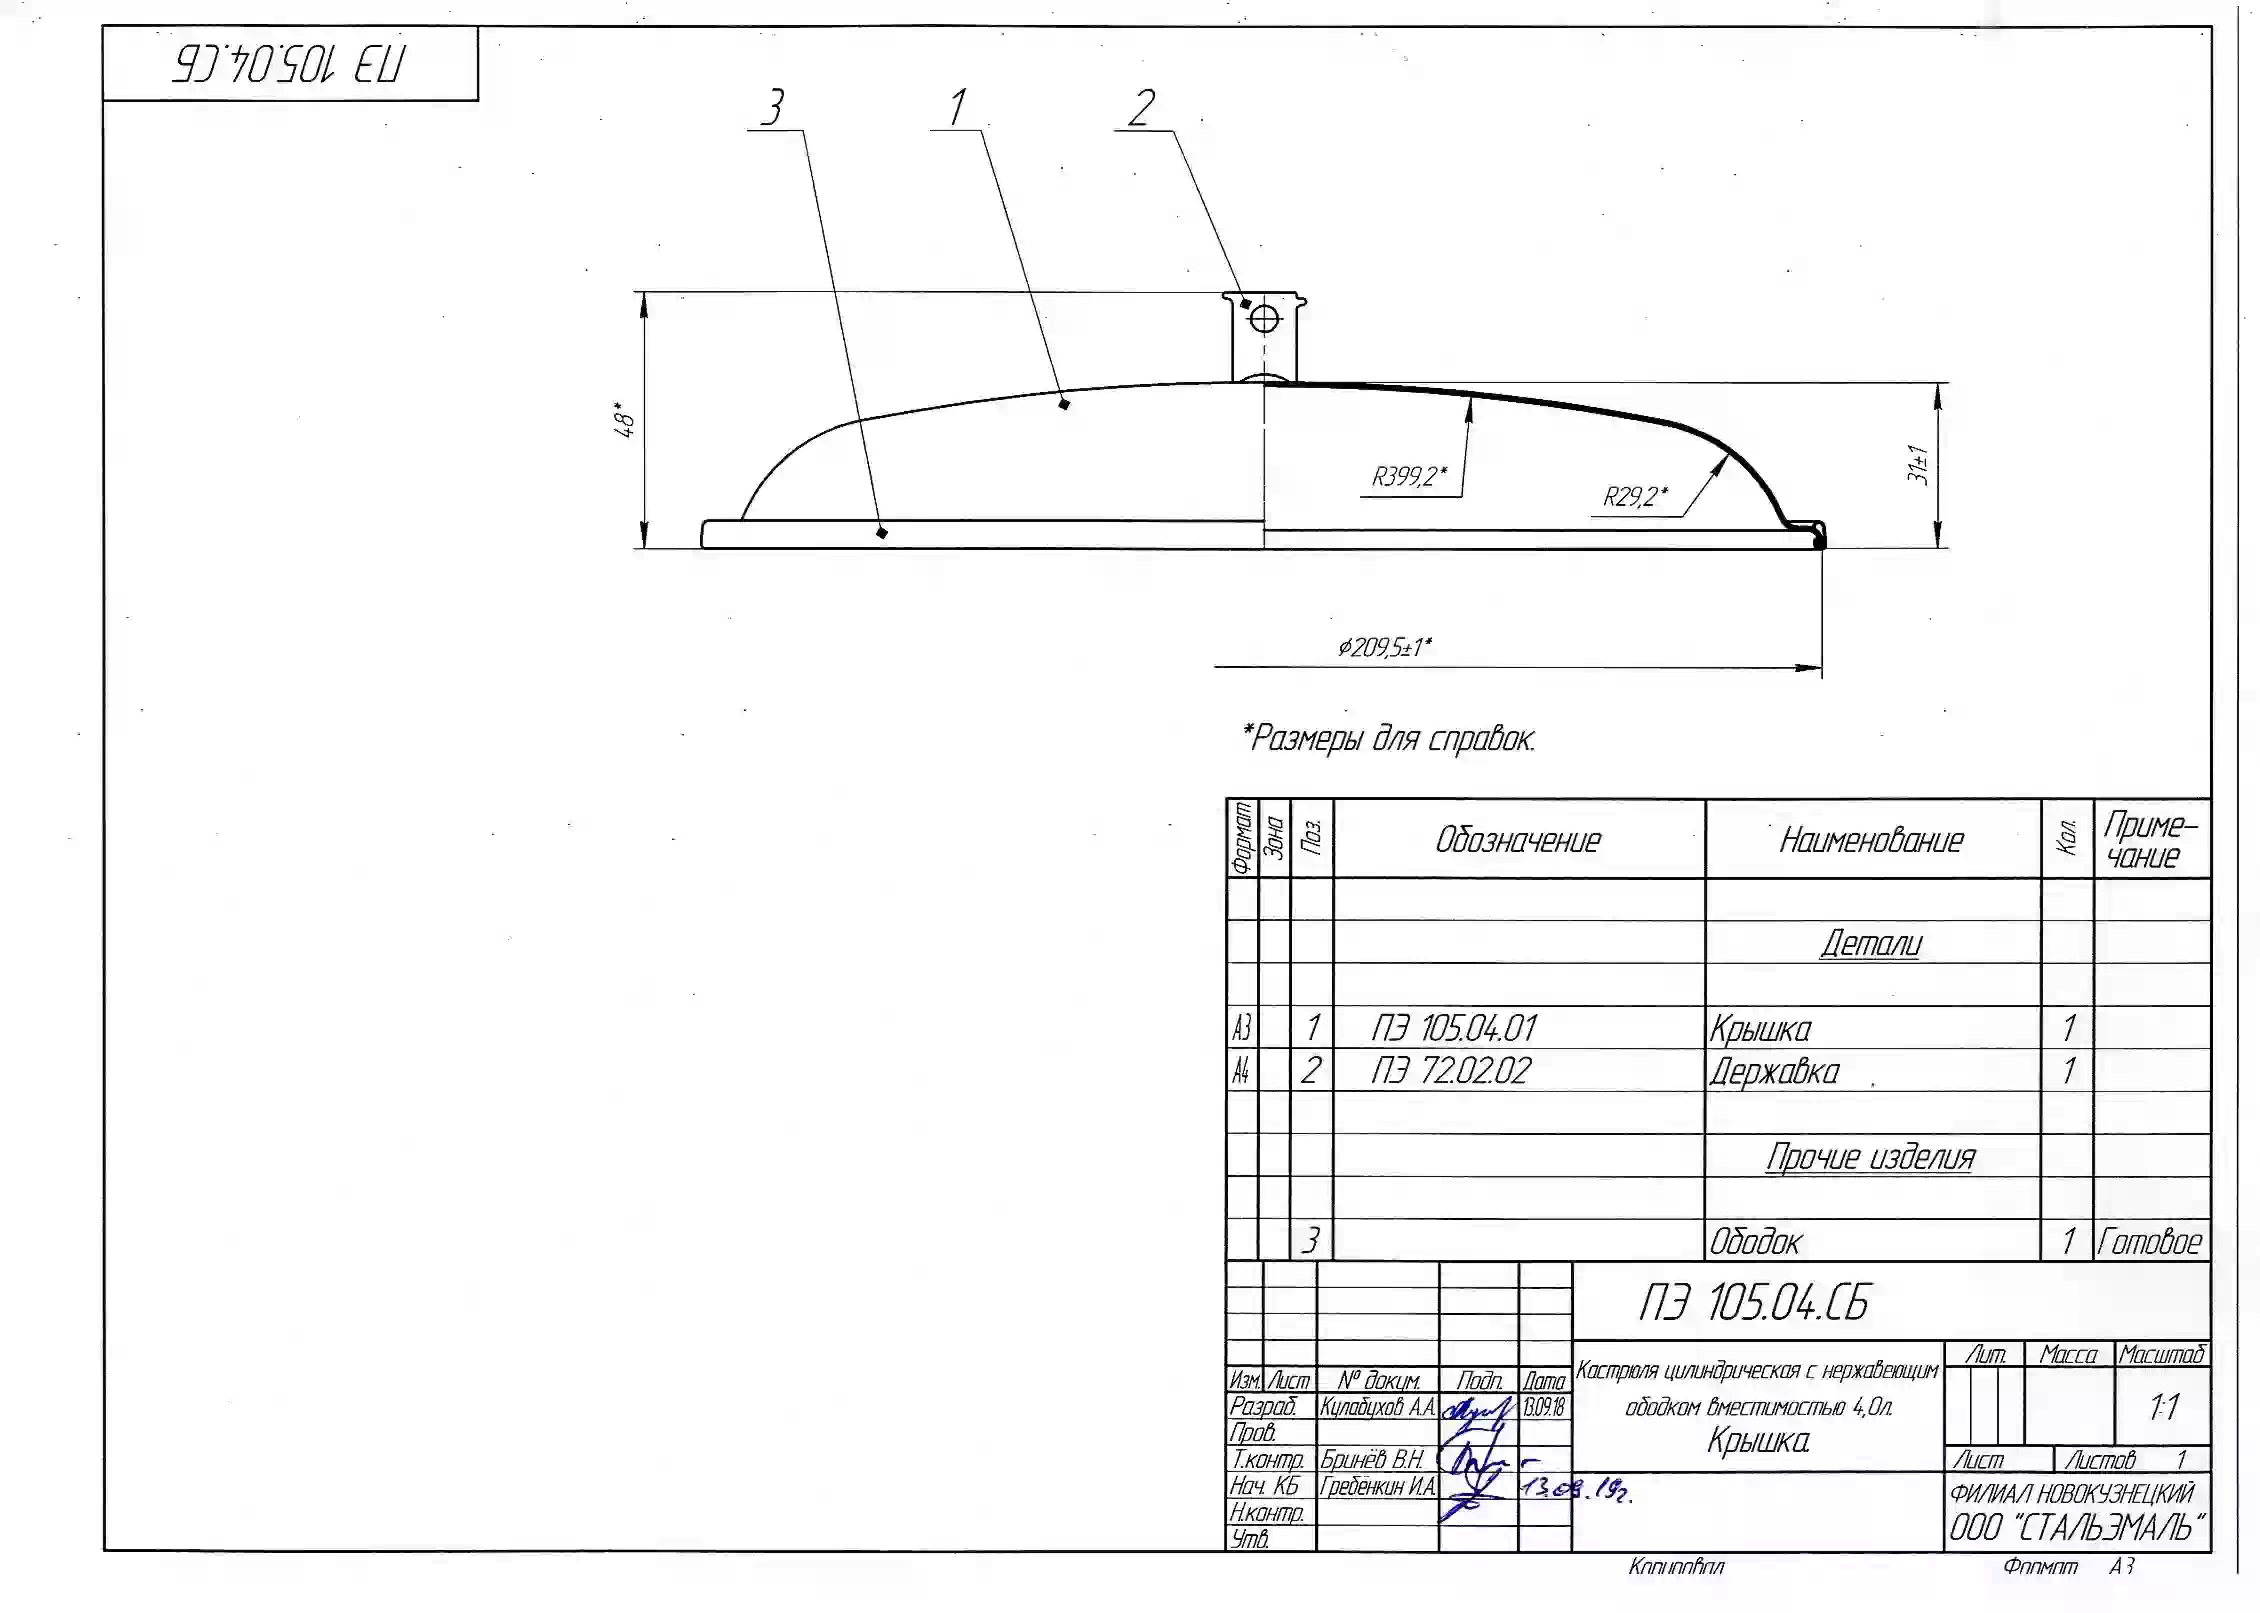 ПЭ 105.04.СБ
3
1
2
48*
R399,2*
R29,2*
31±1
⌀209,5±1*
*Размеры для справок.
Формат Зона Поз. Обозначение Наименование Кол. Приме-
чание
Детали
А3 1 ПЭ 105.04.01 Крышка 1
А4 2 ПЭ 72.02.02 Державка 1
Прочие изделия
3 Ободок 1 Готовое
ПЭ 105.04.СБ
Кастрюля цилиндрическая с нержавеющим
ободком вместимостью 4,0л.
Крышка
Лит. Масса Масштаб
1:1
Лист Листов 1
Изм. Лист № докум. Подп. Дата
Разраб. Кулабухов А.А. 13.09.18
Пров.
Т.контр. Бринёв В.Н.
Нач. КБ Гребёнкин И.А. 13.09.19г.
Н.контр.
Утв.
ФИЛИАЛ НОВОКУЗНЕЦКИЙ
ООО "СТАЛЬЭМАЛЬ"
Копировал Формат А3